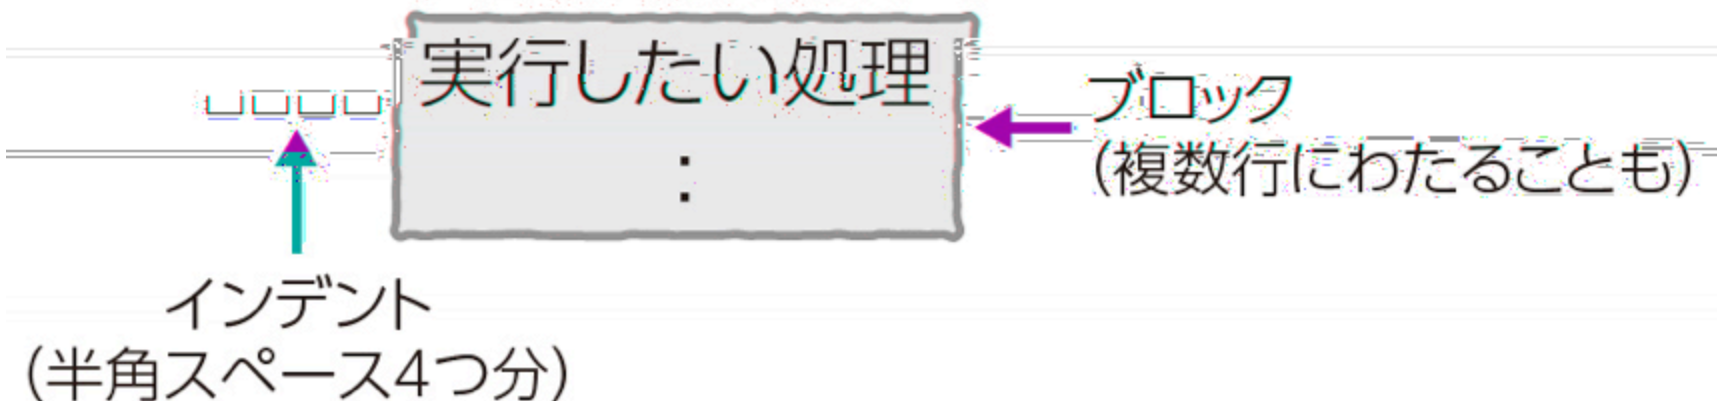 ␣␣␣␣ 実行したい処理
:
ブロック
(複数行にわたることも)
インデント
(半角スペース4つ分)